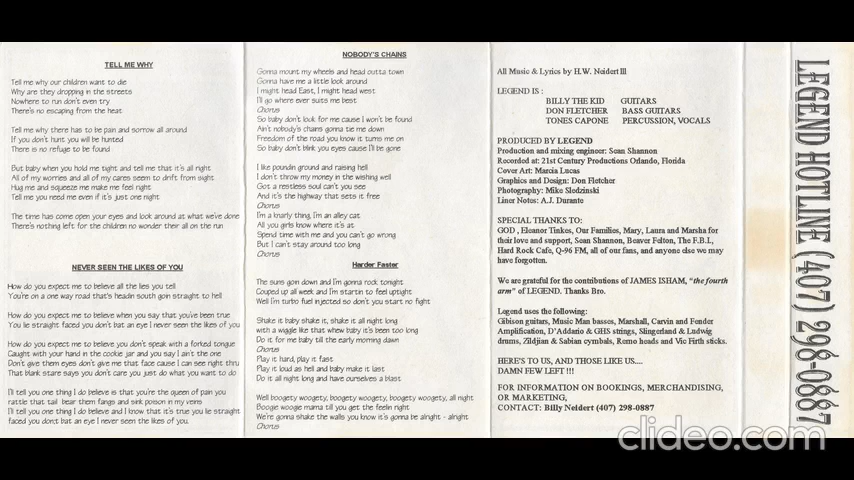 TELL ME WHY
Tell me why our children want to die
Why are they dropping in the streets
Nowhere to run don't even try
There's no escaping from the heat
Tell me why there has to be pain and sorrow all around
If you don't hunt you will be hunted
There is no refuge to be found
But baby when you hold me tight and tell me that it's all right
All of my worries and all of my cares seem to drift from sight
Hug me and squeeze me make me feel right
Tell me you need me even if it's just one night
The time has come open your eyes and look around at what we've done
There's nothing left for the children no wonder their all on the run
NEVER SEEN THE LIKES OF YOU
How do you expect me to believe all the lies you tell
You're on a one way road that's headin south goin straight to hell
How do you expect me to believe when you say that you've been true
You lie straight faced you don't bat an eye I never seen the likes of you
How do you expect me to believe you don't speak with a forked tongue
Caught with your hand in the cookie jar and you say I ain't the one
Don't give them eyes don't give me that face cause I can see right thru
That blank stare says you don't care you just do what you want to do
I'll tell you one thing I do believe is that you're the queen of pain you
rattle that tail bear them fangs and sink poison in my veins
I'll tell you one thing I do believe and I know that it's true you lie straight
faced you dont bat an eye I never seen the likes of you.
NOBODY'S CHAINS
Gonna mount my wheels and head outta town
Gonna have me a little look around
I might head East, I might head west
I'll go where ever suits me best
Chorus
So baby don't look for me cause I won't be found
Ain't nobody's chains gonna tie me down
Freedom of the road you know it turns me on
So baby don't blink you eyes cause I'll be gone
I like poundin ground and raising hell
I don't throw my money in the wishing well
Got a restless soul can't you see
And it's the highway that sets it free
Chorus
I'm a knarly thing, I'm an alley cat
All you girls know where it's at
Spend time with me and you can't go wrong
But I can't stay around too long
Chorus
Harder Faster
The suns goin down and I'm gonna rock tonight
Couped up all week and I'm startin to feel uptight
Well I'm turbo fuel injected so don't you start no fight
Shake it baby shake it, shake it all night long
with a wiggle like that whew baby it's been too long
Do it for me baby till the early morning dawn
Chorus
Play it hard, play it fast
Play it loud as hell and baby make it last
Do it all night long and have ourselves a blast
Well boogety woogety, boogety woogety, boogety woogety, all night
Boogie woogie mama till you get the feelin right
We're gonna shake the walls you know it's gonna be alright - alright
Chorus
All Music & Lyrics by H.W. Neidert III
LEGEND IS :
BILLY THE KID GUITARS
DON FLETCHER BASS GUITARS
TONES CAPONE PERCUSSION, VOCALS
PRODUCED BY LEGEND
Production and mixing engineer: Sean Shannon
Recorded at: 21st Century Productions Orlando, Florida
Cover Art: Marcia Lucas
Graphics and Design: Don Fletcher
Photography: Mike Sledzinski
Liner Notes: A.J. Durante
SPECIAL THANKS TO:
GOD , Eleanor Tinkos, Our Families, Mary, Laura and Marsha for
their love and support, Sean Shannon, Beaver Felton, The F.B.I.,
Hard Rock Cafe, Q-96 FM, all of our fans, and anyone else we may
have forgotten.
We are grateful for the contributions of JAMES ISHAM, "the fourth
arm" of LEGEND. Thanks Bro.
Legend uses the following:
Gibison guitars, Music Man basses, Marshall, Carvin and Fender
Amplification, D'Addario & GHS strings, Slingerland & Ludwig
drums, Zildjian & Sabian cymbals, Remo heads and Vic Firth sticks.
HERE'S TO US, AND THOSE LIKE US....
DAMN FEW LEFT !!!
FOR INFORMATION ON BOOKINGS, MERCHANDISING,
OR MARKETING,
CONTACT: Billy Neidert (407) 298-0887
LEGEND HOTLINE (407) 298-0887
clideo.com